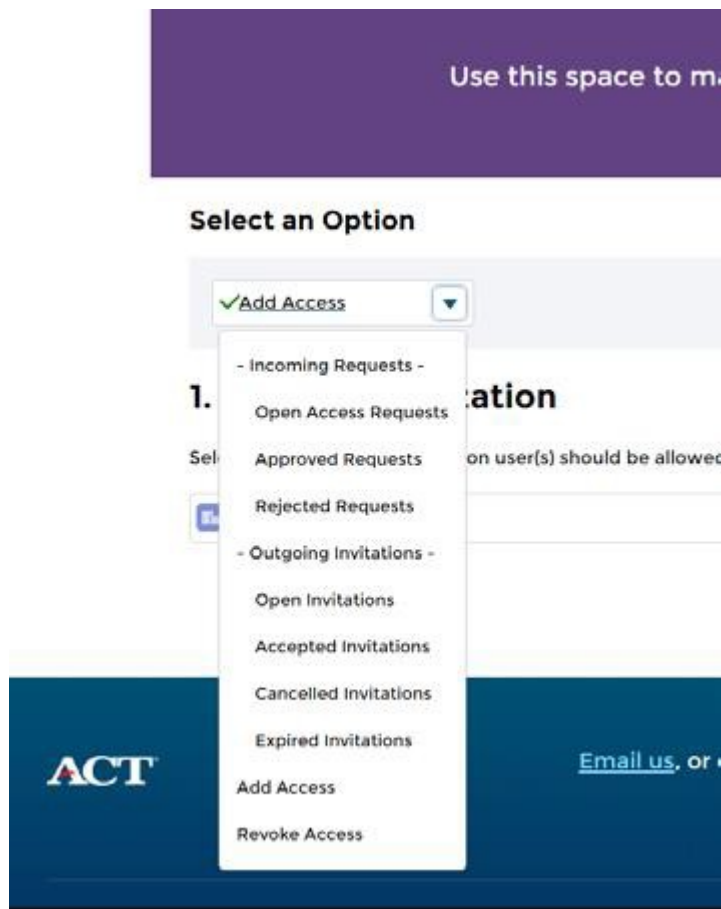 Use this space to ma
Select an Option
Add Access
- Incoming Requests -
1. ation
Open Access Requests
Sel on user(s) should be allowed
Approved Requests
Rejected Requests
- Outgoing Invitations -
Open Invitations
Accepted Invitations
Cancelled Invitations
Expired Invitations
ACT
Email us, or
Add Access
Revoke Access